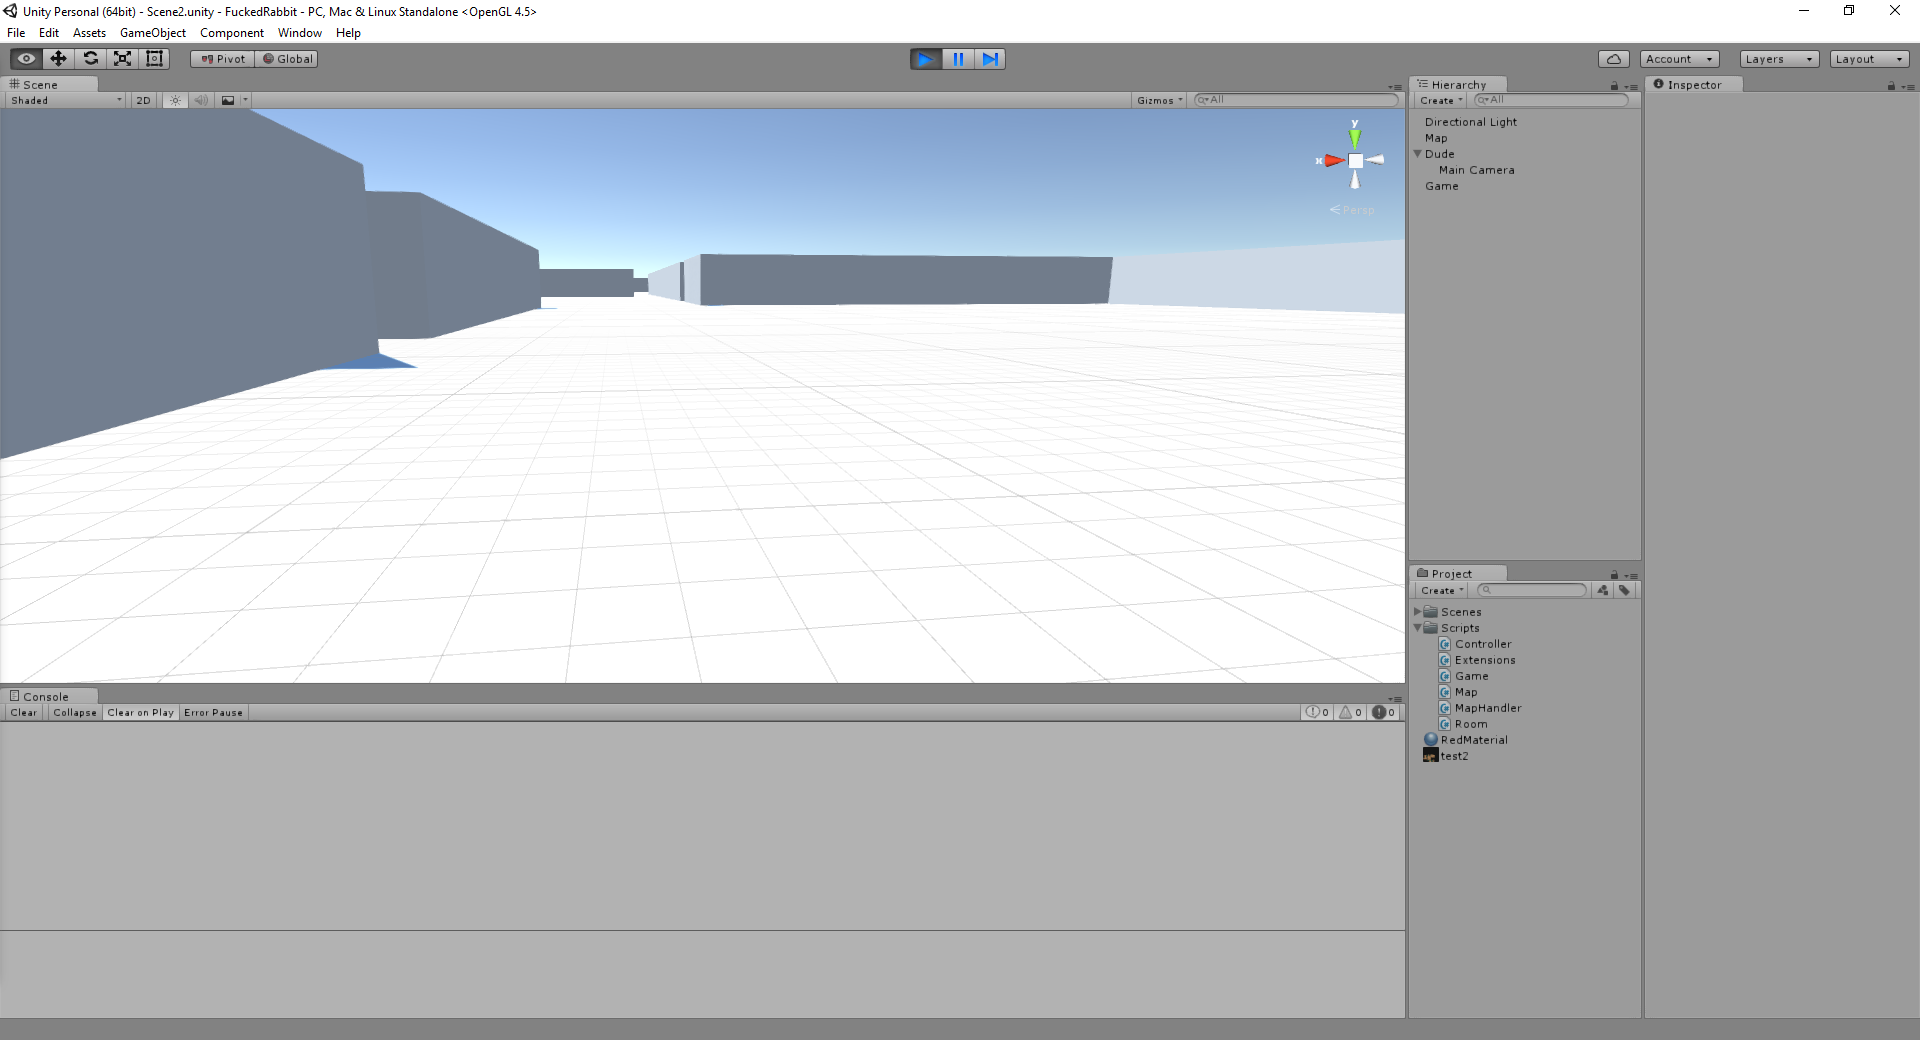 Unity Personal (64bit) - Scene2.unity - FuckedRabbit - PC, Mac & Linux Standalone <OpenGL 4.5>
File Edit Assets GameObject Component Window Help
Pivot Global Account Layers Layout
Scene
Shaded 2D Gizmos All
y
x
Persp
Hierarchy
Create All
Directional Light
Map
Dude
Main Camera
Game
Inspector
Project
Create
Scenes
Scripts
Controller
Extensions
Game
Map
MapHandler
Room
RedMaterial
test2
Console
Clear Collapse Clear on Play Error Pause 0 0 0